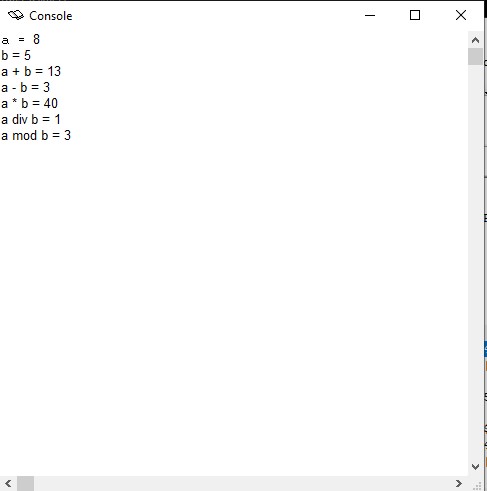 Console
a = 8
b = 5
a + b = 13
a - b = 3
a * b = 40
a div b = 1
a mod b = 3